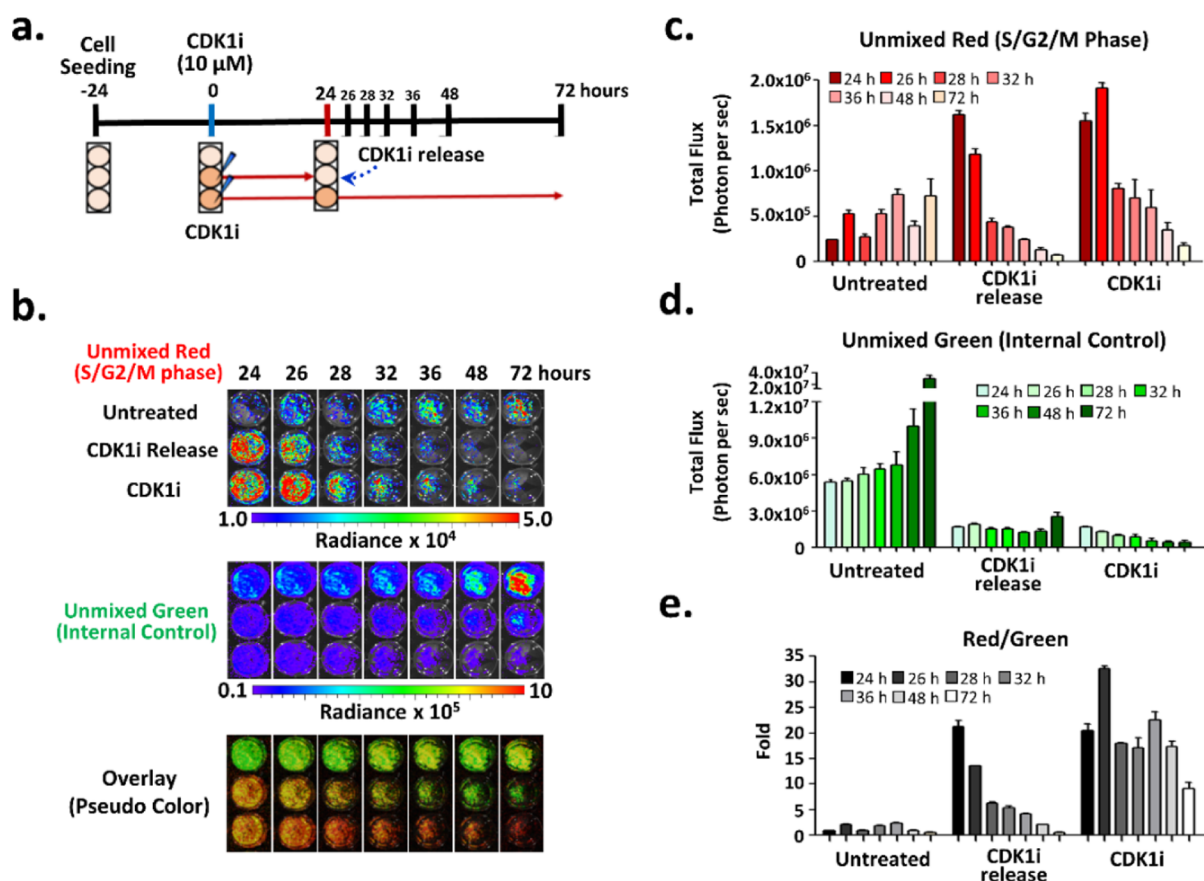 a.
Cell
Seeding
-24
CDK1i
(10 µM)
0
24
26
28
32
36
48
72 hours
CDK1i release
CDK1i
b.
Unmixed Red
(S/G2/M phase)
24 26 28 32 36 48 72 hours
Untreated
CDK1i Release
CDK1i
1.0 5.0
Radiance x 10⁴
Unmixed Green
(Internal Control)
0.1 10
Radiance x 10⁵
Overlay
(Pseudo Color)
c.
Unmixed Red (S/G2/M Phase)
24 h 26 h 28 h 32 h
36 h 48 h 72 h
Total Flux
(Photon per sec)
2.0x10⁶
1.5x10⁶
1.0x10⁶
5.0x10⁵
0
Untreated
CDK1i
release
CDK1i
d.
Unmixed Green (Internal Control)
24 h 26 h 28 h 32 h
36 h 48 h 72 h
Total Flux
(Photon per sec)
4.0x10⁷
2.0x10⁷
1.2x10⁷
9.0x10⁶
6.0x10⁶
3.0x10⁶
0
Untreated
CDK1i
release
CDK1i
e.
Red/Green
24 h 26 h 28 h 32 h
36 h 48 h 72 h
Fold
35
30
25
20
15
10
5
0
Untreated
CDK1i
release
CDK1i